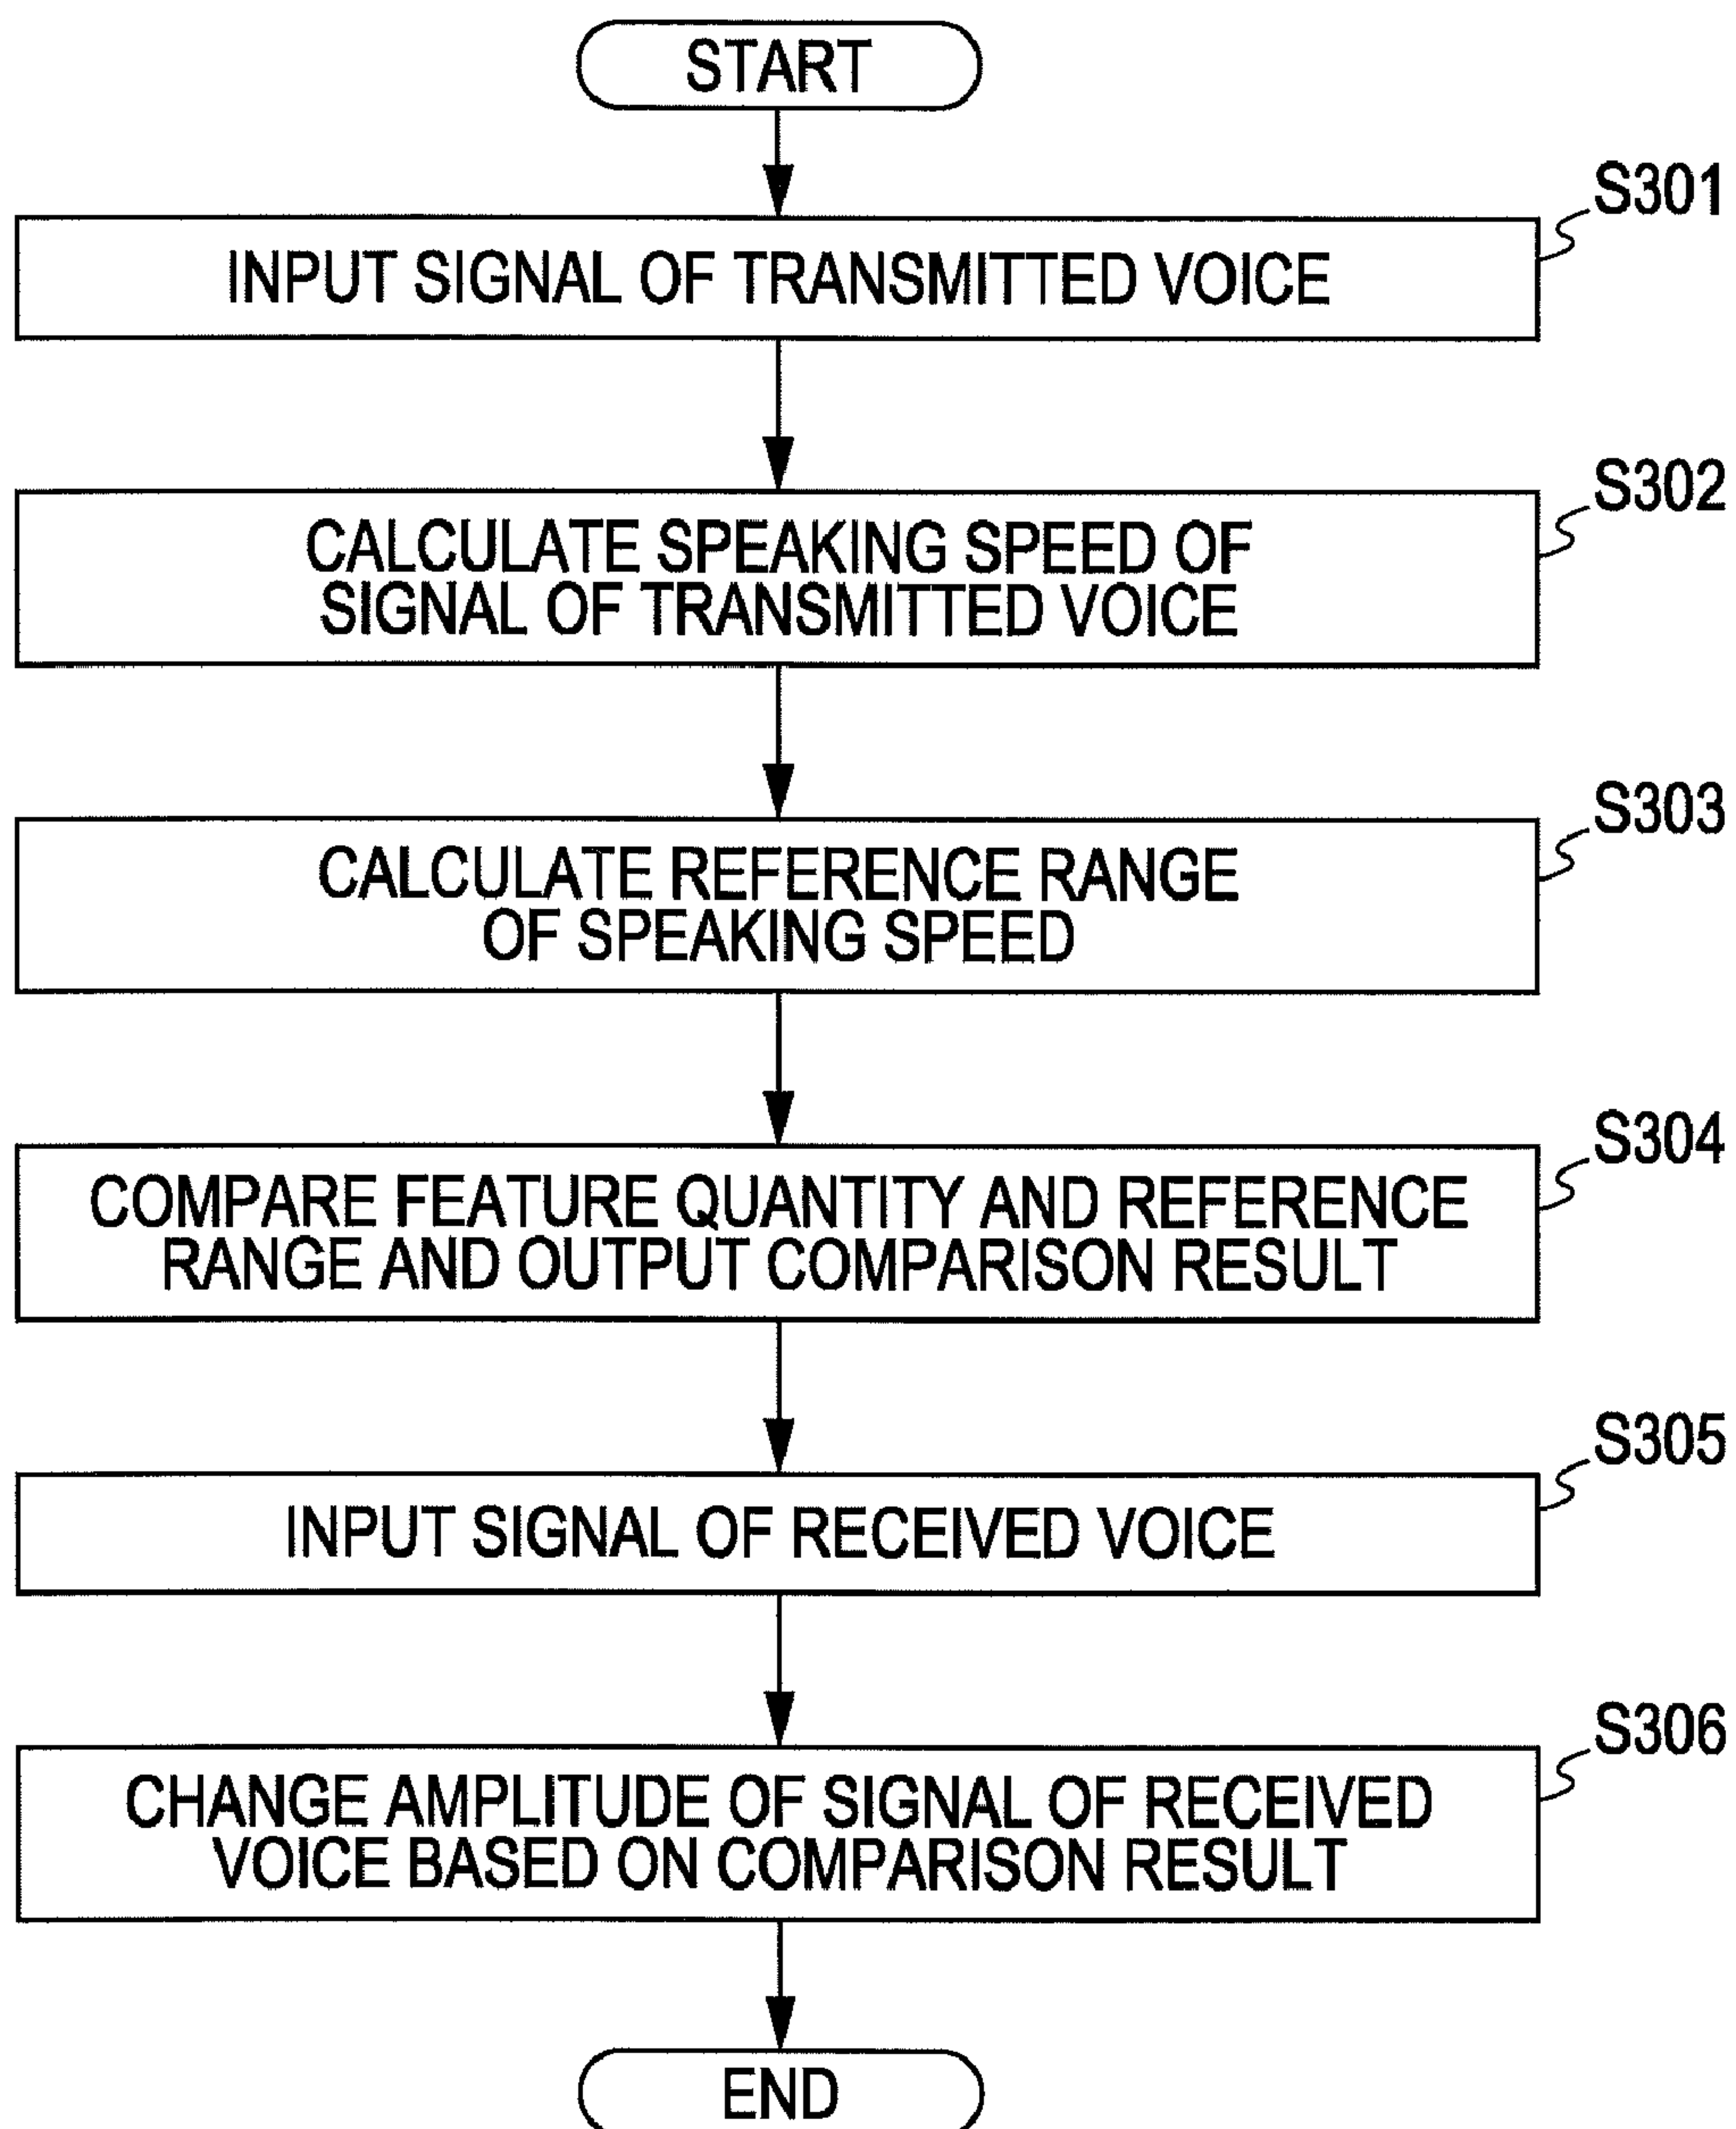 START
S301
INPUT SIGNAL OF TRANSMITTED VOICE
S302
CALCULATE SPEAKING SPEED OF
SIGNAL OF TRANSMITTED VOICE
S303
CALCULATE REFERENCE RANGE
OF SPEAKING SPEED
S304
COMPARE FEATURE QUANTITY AND REFERENCE
RANGE AND OUTPUT COMPARISON RESULT
S305
INPUT SIGNAL OF RECEIVED VOICE
S306
CHANGE AMPLITUDE OF SIGNAL OF RECEIVED
VOICE BASED ON COMPARISON RESULT
END